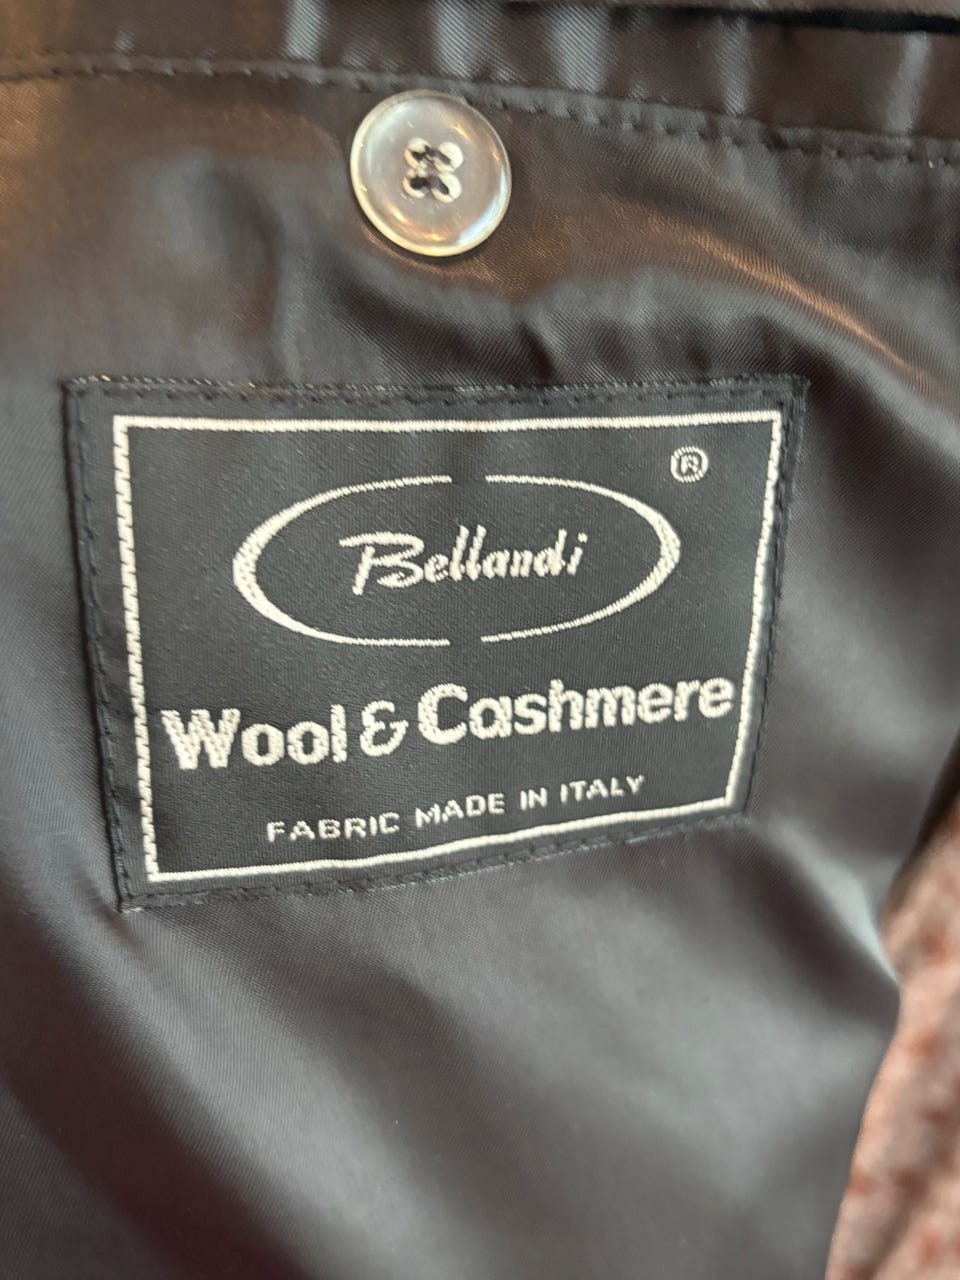 ®
Bellandi
Wool & Cashmere
FABRIC MADE IN ITALY